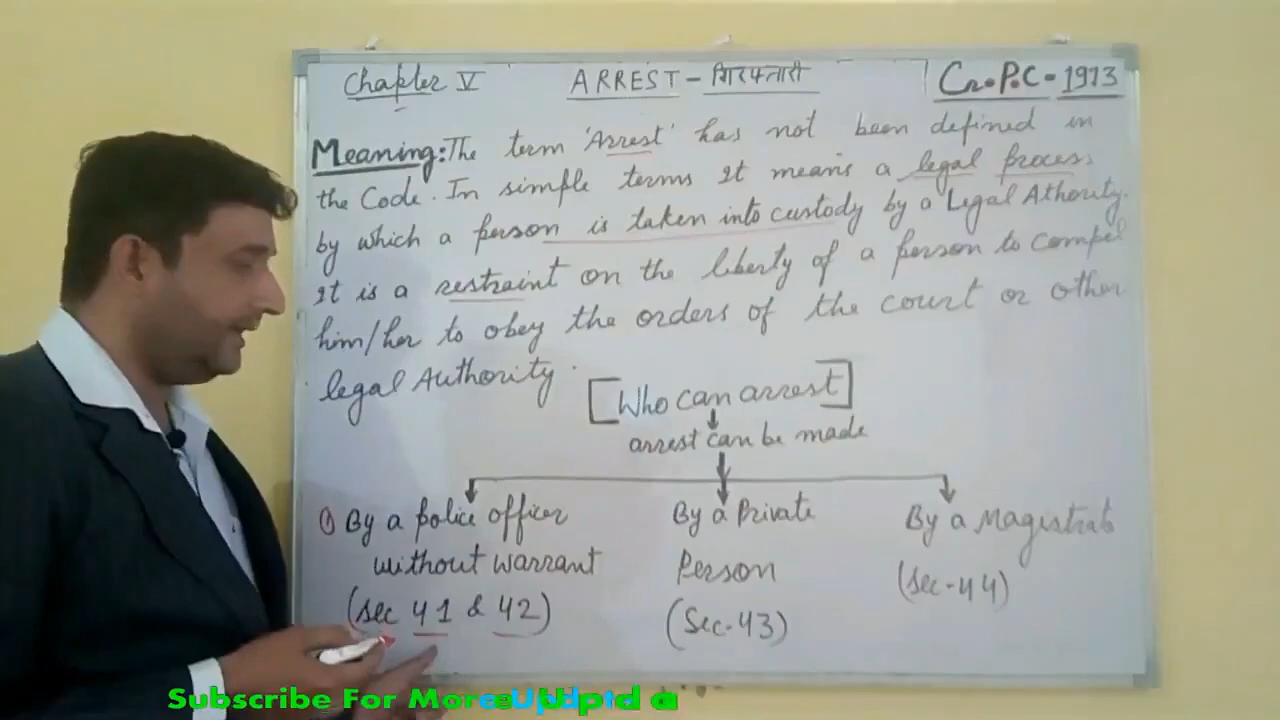 Chapter V
ARREST - गिरफ्तारी
Cr.P.C - 1973
Meaning: The term 'Arrest' has not been defined in
the Code. In simple terms It means a legal process
by which a person is taken into custody by a Legal Athority.
It is a restraint on the liberty of a person to compel
him/her to obey the orders of the court or other
legal Authority.
[Who can arrest]
arrest can be made
① By a police officer
without warrant
(sec 41 & 42)
By a Private
Person
(Sec-43)
By a Magistrate
(Sec-44)
Subscribe For More